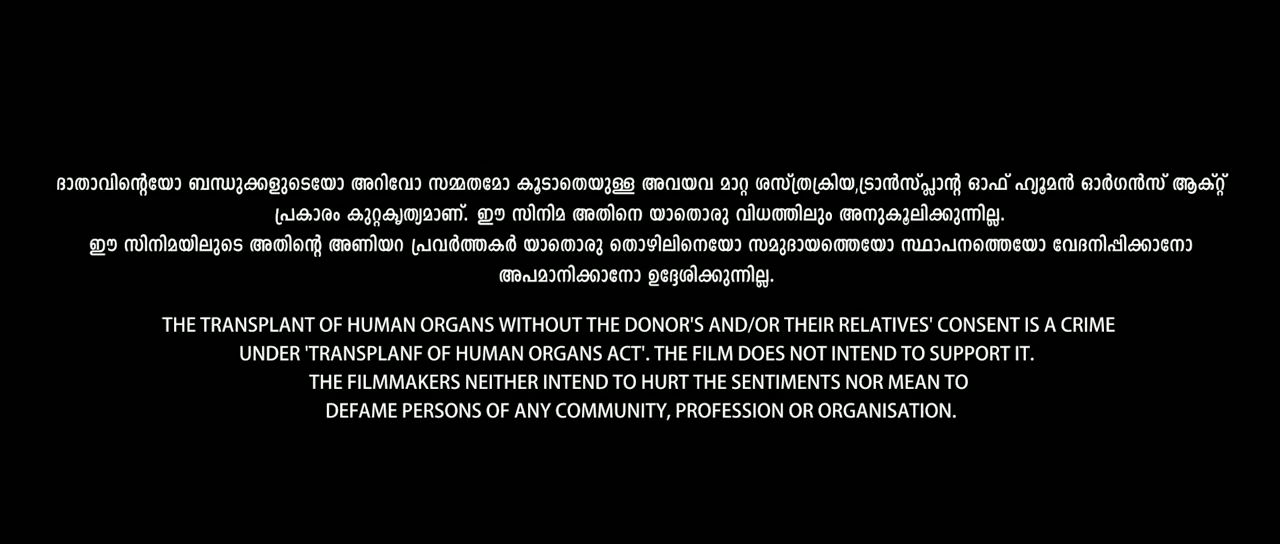 ദാതാവിന്റെയോ ബന്ധുക്കളുടെയോ അറിവോ സമ്മതമോ കൂടാതെയുള്ള അവയവ മാറ്റ ശസ്ത്രക്രിയ,ട്രാൻസ്പ്ലാന്റ് ഓഫ് ഹ്യൂമൻ ഓർഗൻസ് ആക്റ്റ്
പ്രകാരം കുറ്റകൃത്യമാണ്. ഈ സിനിമ അതിനെ യാതൊരു വിധത്തിലും അനുകൂലിക്കുന്നില്ല.
ഈ സിനിമയിലൂടെ അതിന്റെ അണിയറ പ്രവർത്തകർ യാതൊരു തൊഴിലിനെയോ സമുദായത്തെയോ സ്ഥാപനത്തെയോ വേദനിപ്പിക്കാനോ
അപമാനിക്കാനോ ഉദ്ദേശിക്കുന്നില്ല.
THE TRANSPLANT OF HUMAN ORGANS WITHOUT THE DONOR'S AND/OR THEIR RELATIVES' CONSENT IS A CRIME
UNDER 'TRANSPLANF OF HUMAN ORGANS ACT'. THE FILM DOES NOT INTEND TO SUPPORT IT.
THE FILMMAKERS NEITHER INTEND TO HURT THE SENTIMENTS NOR MEAN TO
DEFAME PERSONS OF ANY COMMUNITY, PROFESSION OR ORGANISATION.